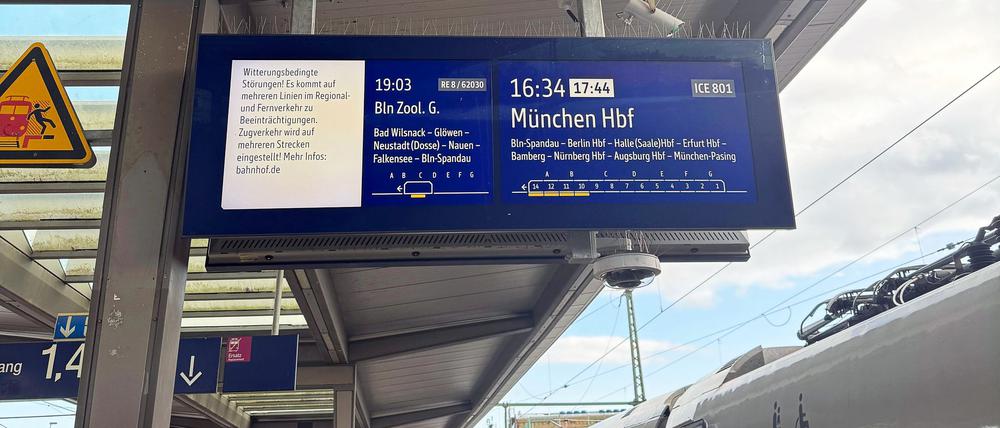 Witterungsbedingte
Störungen! Es kommt auf
mehreren Linien im Regional-
und Fernverkehr zu
Beeinträchtigungen.
Zugverkehr wird auf
mehreren Strecken
eingestellt! Mehr Infos:
bahnhof.de
19:03 RE 8 / 62030
Bln Zool. G.
Bad Wilsnack – Glöwen –
Neustadt(Dosse) – Nauen –
Falkensee – Bln-Spandau
A B C D E F G
16:34 17:44 ICE 801
München Hbf
Bln-Spandau – Berlin Hbf – Halle(Saale)Hbf – Erfurt Hbf –
Bamberg – Nürnberg Hbf – Augsburg Hbf – München-Pasing
A B C D E F G
14 12 11 10 9 8 7 6 5 4 3 2 1
ang 1,4
Ersatz